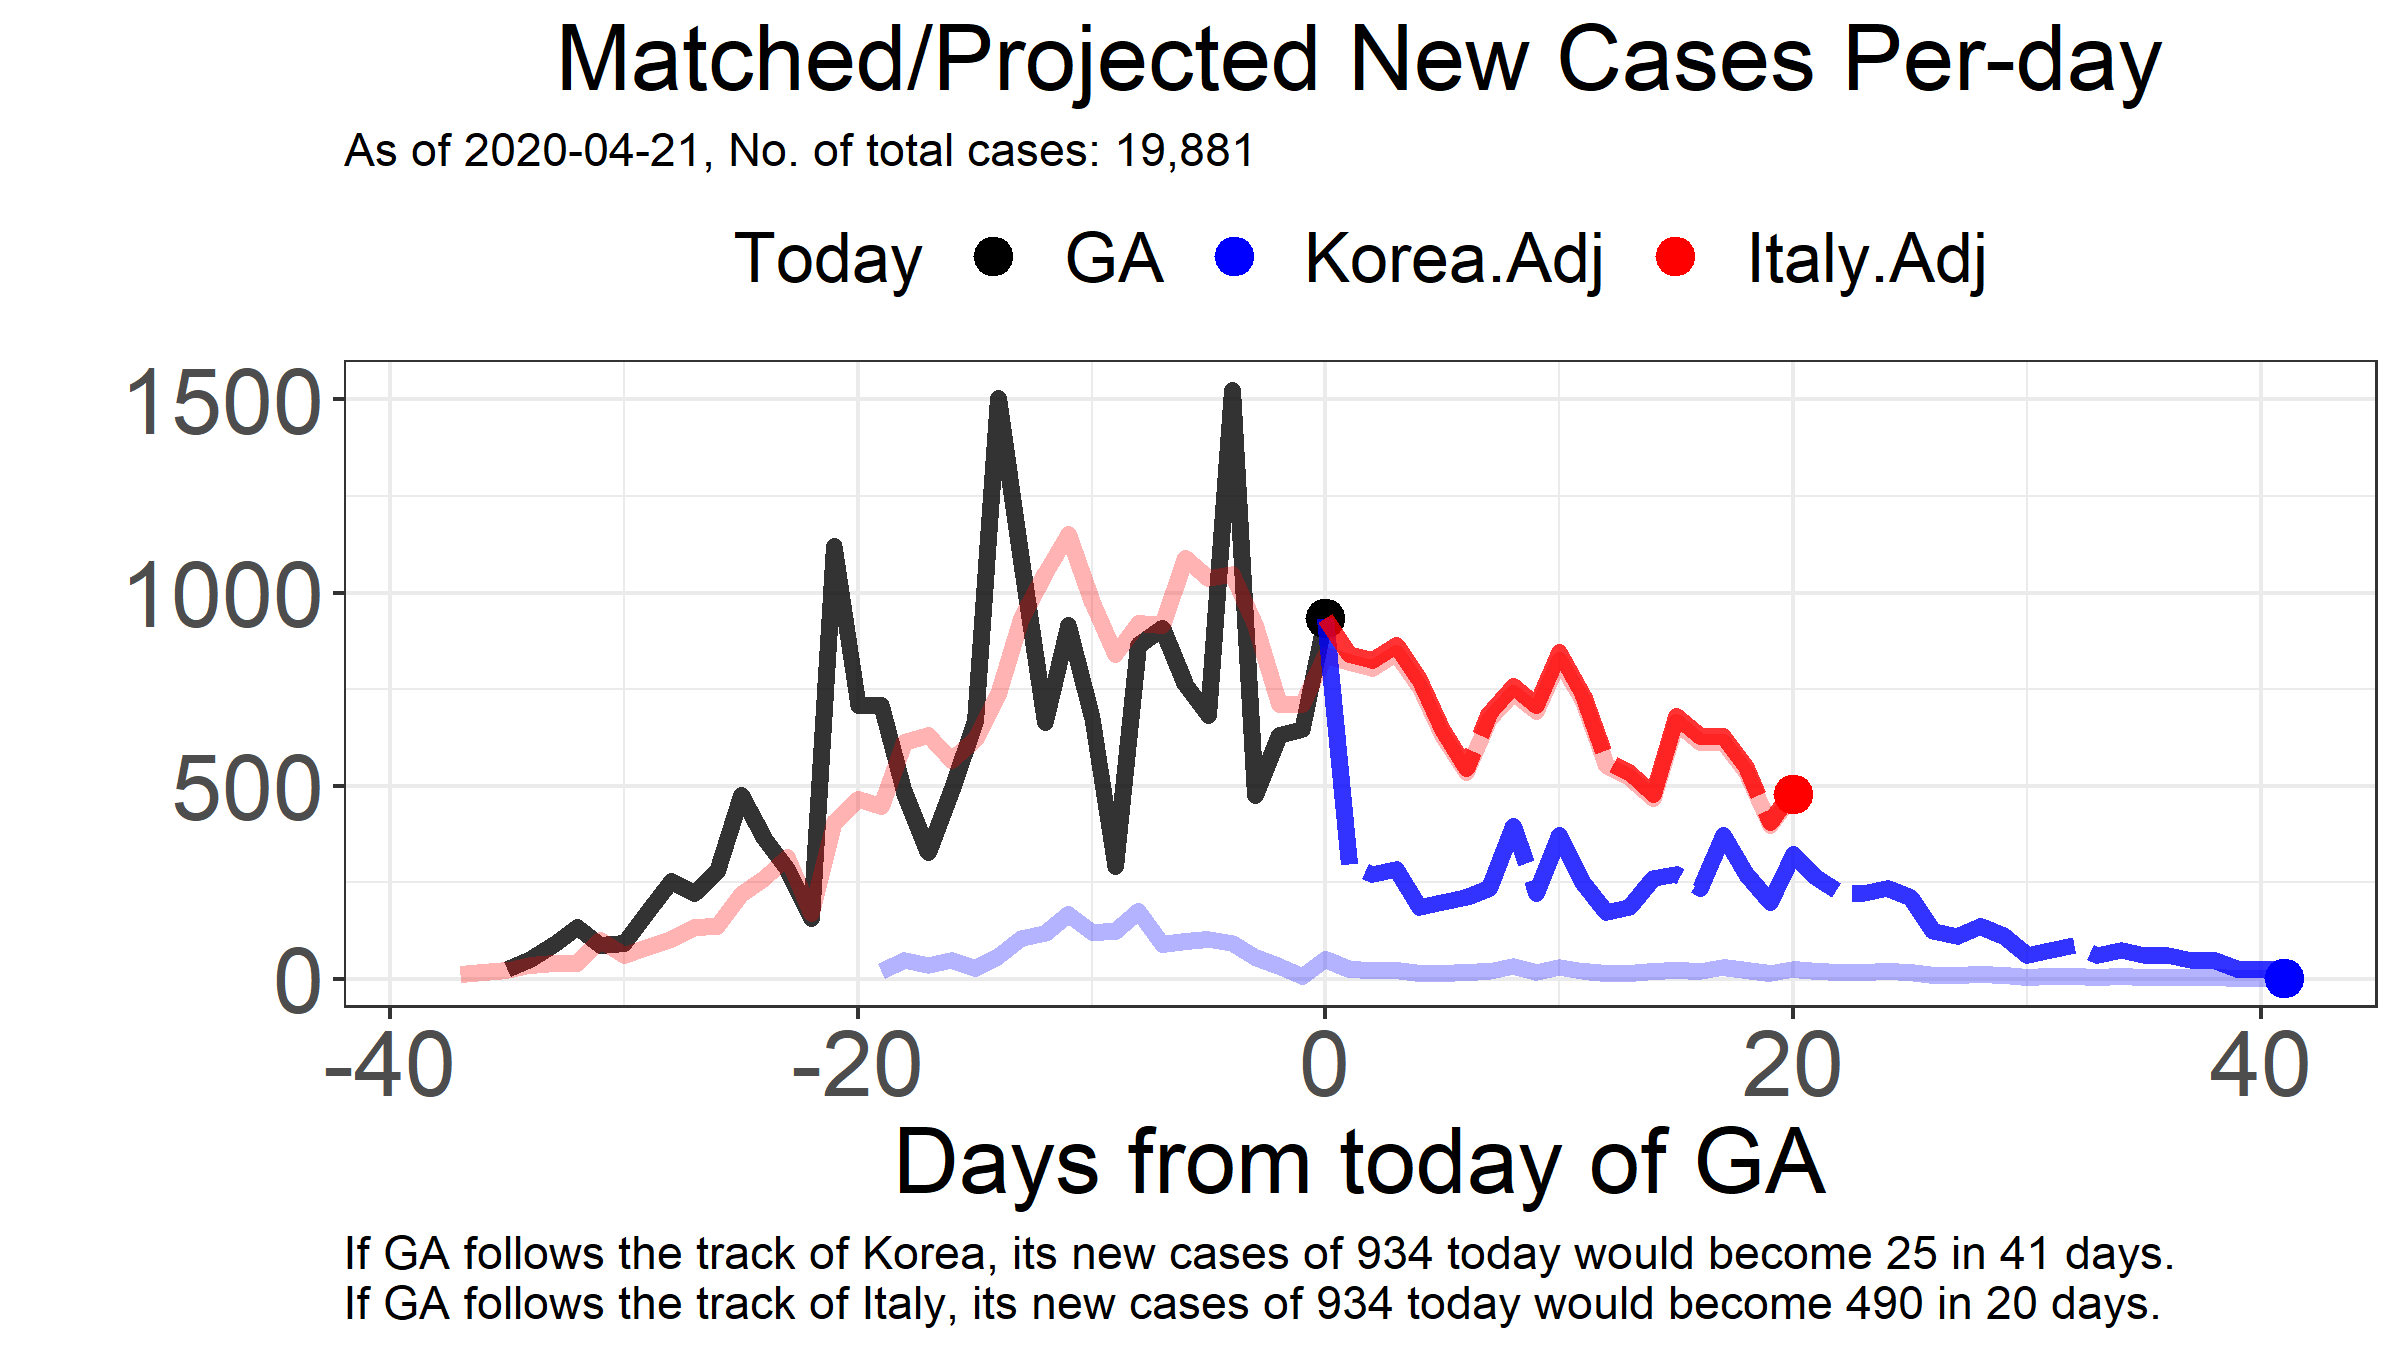 Matched/Projected New Cases Per-day
As of 2020-04-21, No. of total cases: 19,881
Today GA Korea.Adj Italy.Adj
1500
1000
500
0
-40 -20 0 20 40
Days from today of GA
If GA follows the track of Korea, its new cases of 934 today would become 25 in 41 days.
If GA follows the track of Italy, its new cases of 934 today would become 490 in 20 days.